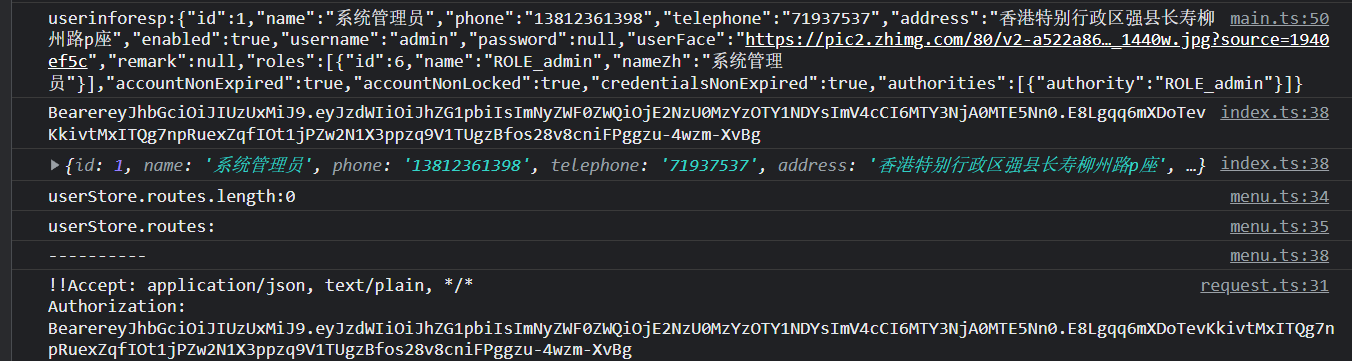 userinforesp:{"id":1,"name":"系统管理员","phone":"13812361398","telephone":"71937537","address":"香港特别行政区强县长寿柳 main.ts:50
州路p座","enabled":true,"username":"admin","password":null,"userFace":"https://pic2.zhimg.com/80/v2-a522a86…_1440w.jpg?source=1940
ef5c","remark":null,"roles":[{"id":6,"name":"ROLE_admin","nameZh":"系统管理
员"}],"accountNonExpired":true,"accountNonLocked":true,"credentialsNonExpired":true,"authorities":[{"authority":"ROLE_admin"}]}
BearereyJhbGciOiJIUzUxMiJ9.eyJzdWIiOiJhZG1pbiIsImNyZWF0ZWQiOjE2NzU0MzYzOTY1NDYsImV4cCI6MTY3NjA0MTE5Nn0.E8Lgqq6mXDoTev index.ts:38
KkivtMxITQg7npRuexZqfIOt1jPZw2N1X3ppzq9V1TUgzBfos28v8cniFPggzu-4wzm-XvBg
{id: 1, name: '系统管理员', phone: '13812361398', telephone: '71937537', address: '香港特别行政区强县长寿柳州路p座', …} index.ts:38
userStore.routes.length:0 menu.ts:34
userStore.routes: menu.ts:35
---------- menu.ts:38
!!Accept: application/json, text/plain, */* request.ts:31
Authorization:
BearereyJhbGciOiJIUzUxMiJ9.eyJzdWIiOiJhZG1pbiIsImNyZWF0ZWQiOjE2NzU0MzYzOTY1NDYsImV4cCI6MTY3NjA0MTE5Nn0.E8Lgqq6mXDoTevKkivtMxITQg7n
pRuexZqfIOt1jPZw2N1X3ppzq9V1TUgzBfos28v8cniFPggzu-4wzm-XvBg